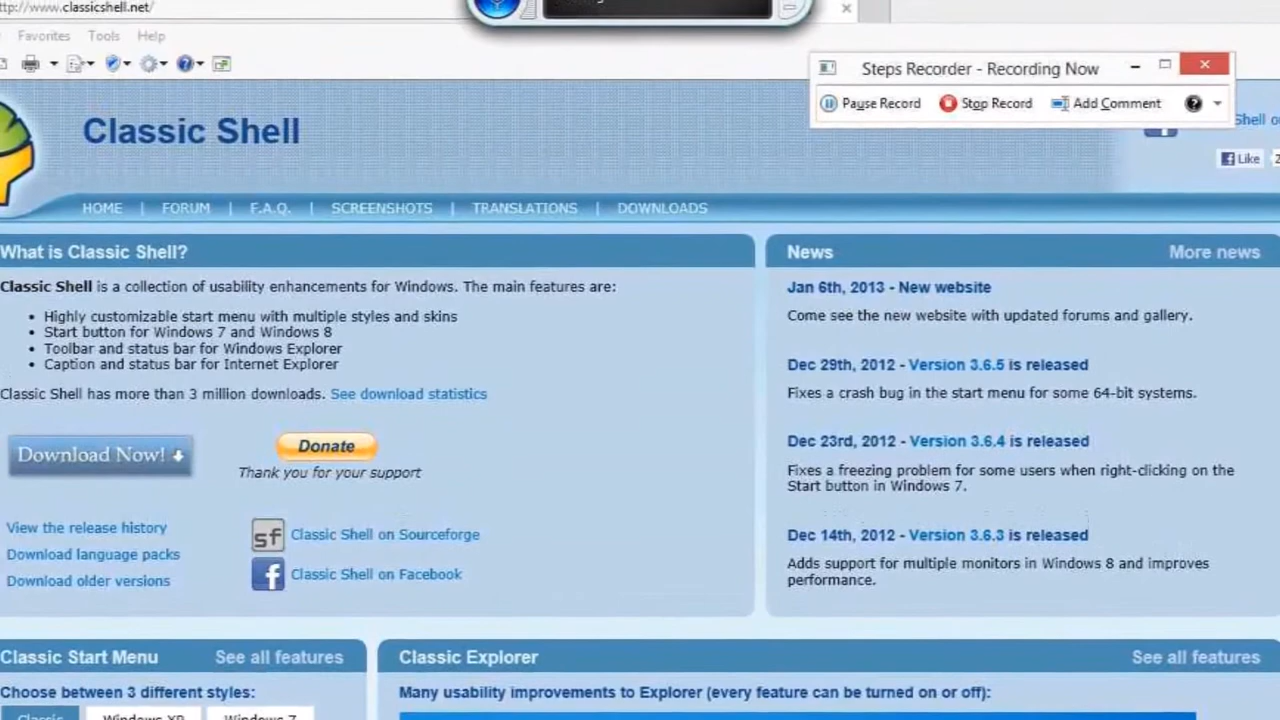 ttp://www.classicshell.net/
Favorites Tools Help
Steps Recorder - Recording Now
Pause Record Stop Record Add Comment
Classic Shell
Shell o
Like 2
HOME | FORUM | F.A.Q. | SCREENSHOTS | TRANSLATIONS | DOWNLOADS
What is Classic Shell?
Classic Shell is a collection of usability enhancements for Windows. The main features are:
• Highly customizable start menu with multiple styles and skins
• Start button for Windows 7 and Windows 8
• Toolbar and status bar for Windows Explorer
• Caption and status bar for Internet Explorer
Classic Shell has more than 3 million downloads. See download statistics
Download Now!
Donate
Thank you for your support
View the release history
Download language packs
Download older versions
sf Classic Shell on Sourceforge
f Classic Shell on Facebook
News More news
Jan 6th, 2013 - New website
Come see the new website with updated forums and gallery.
Dec 29th, 2012 - Version 3.6.5 is released
Fixes a crash bug in the start menu for some 64-bit systems.
Dec 23rd, 2012 - Version 3.6.4 is released
Fixes a freezing problem for some users when right-clicking on the
Start button in Windows 7.
Dec 14th, 2012 - Version 3.6.3 is released
Adds support for multiple monitors in Windows 8 and improves
performance.
Classic Start Menu See all features
Choose between 3 different styles:
Classic Windows XP Windows 7
Classic Explorer See all features
Many usability improvements to Explorer (every feature can be turned on or off):